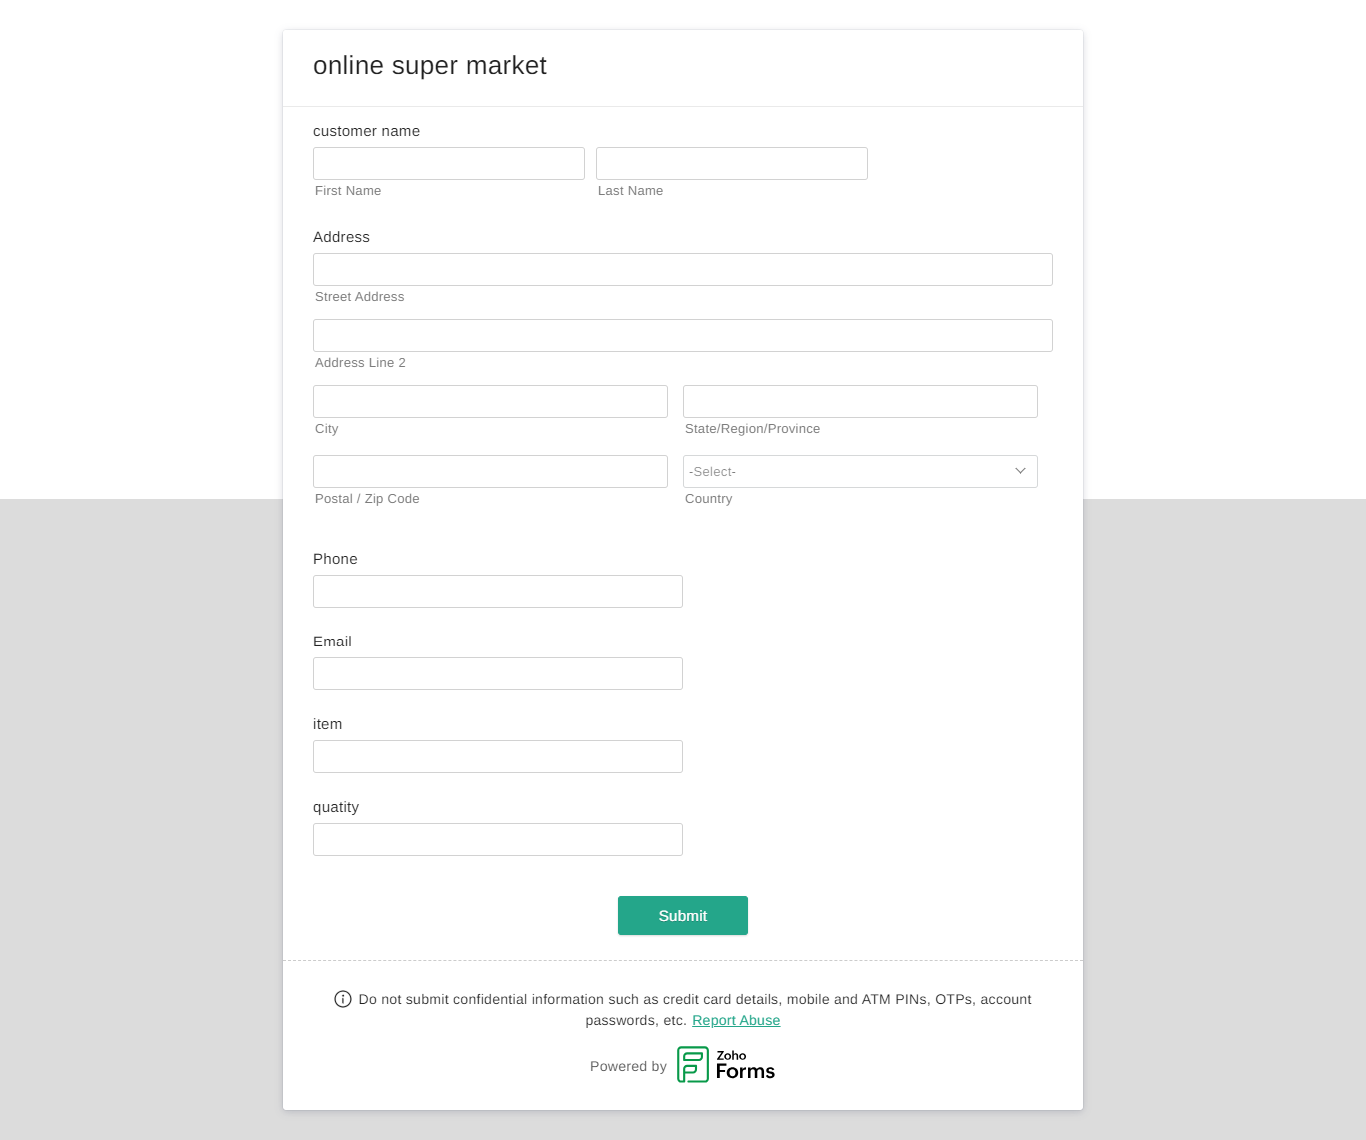 online super market
customer name
First Name Last Name
Address
Street Address
Address Line 2
City State/Region/Province
-Select-
Postal / Zip Code Country
Phone
Email
item
quatity
Submit
Do not submit confidential information such as credit card details, mobile and ATM PINs, OTPs, account
passwords, etc. Report Abuse
Powered by Zoho
Forms